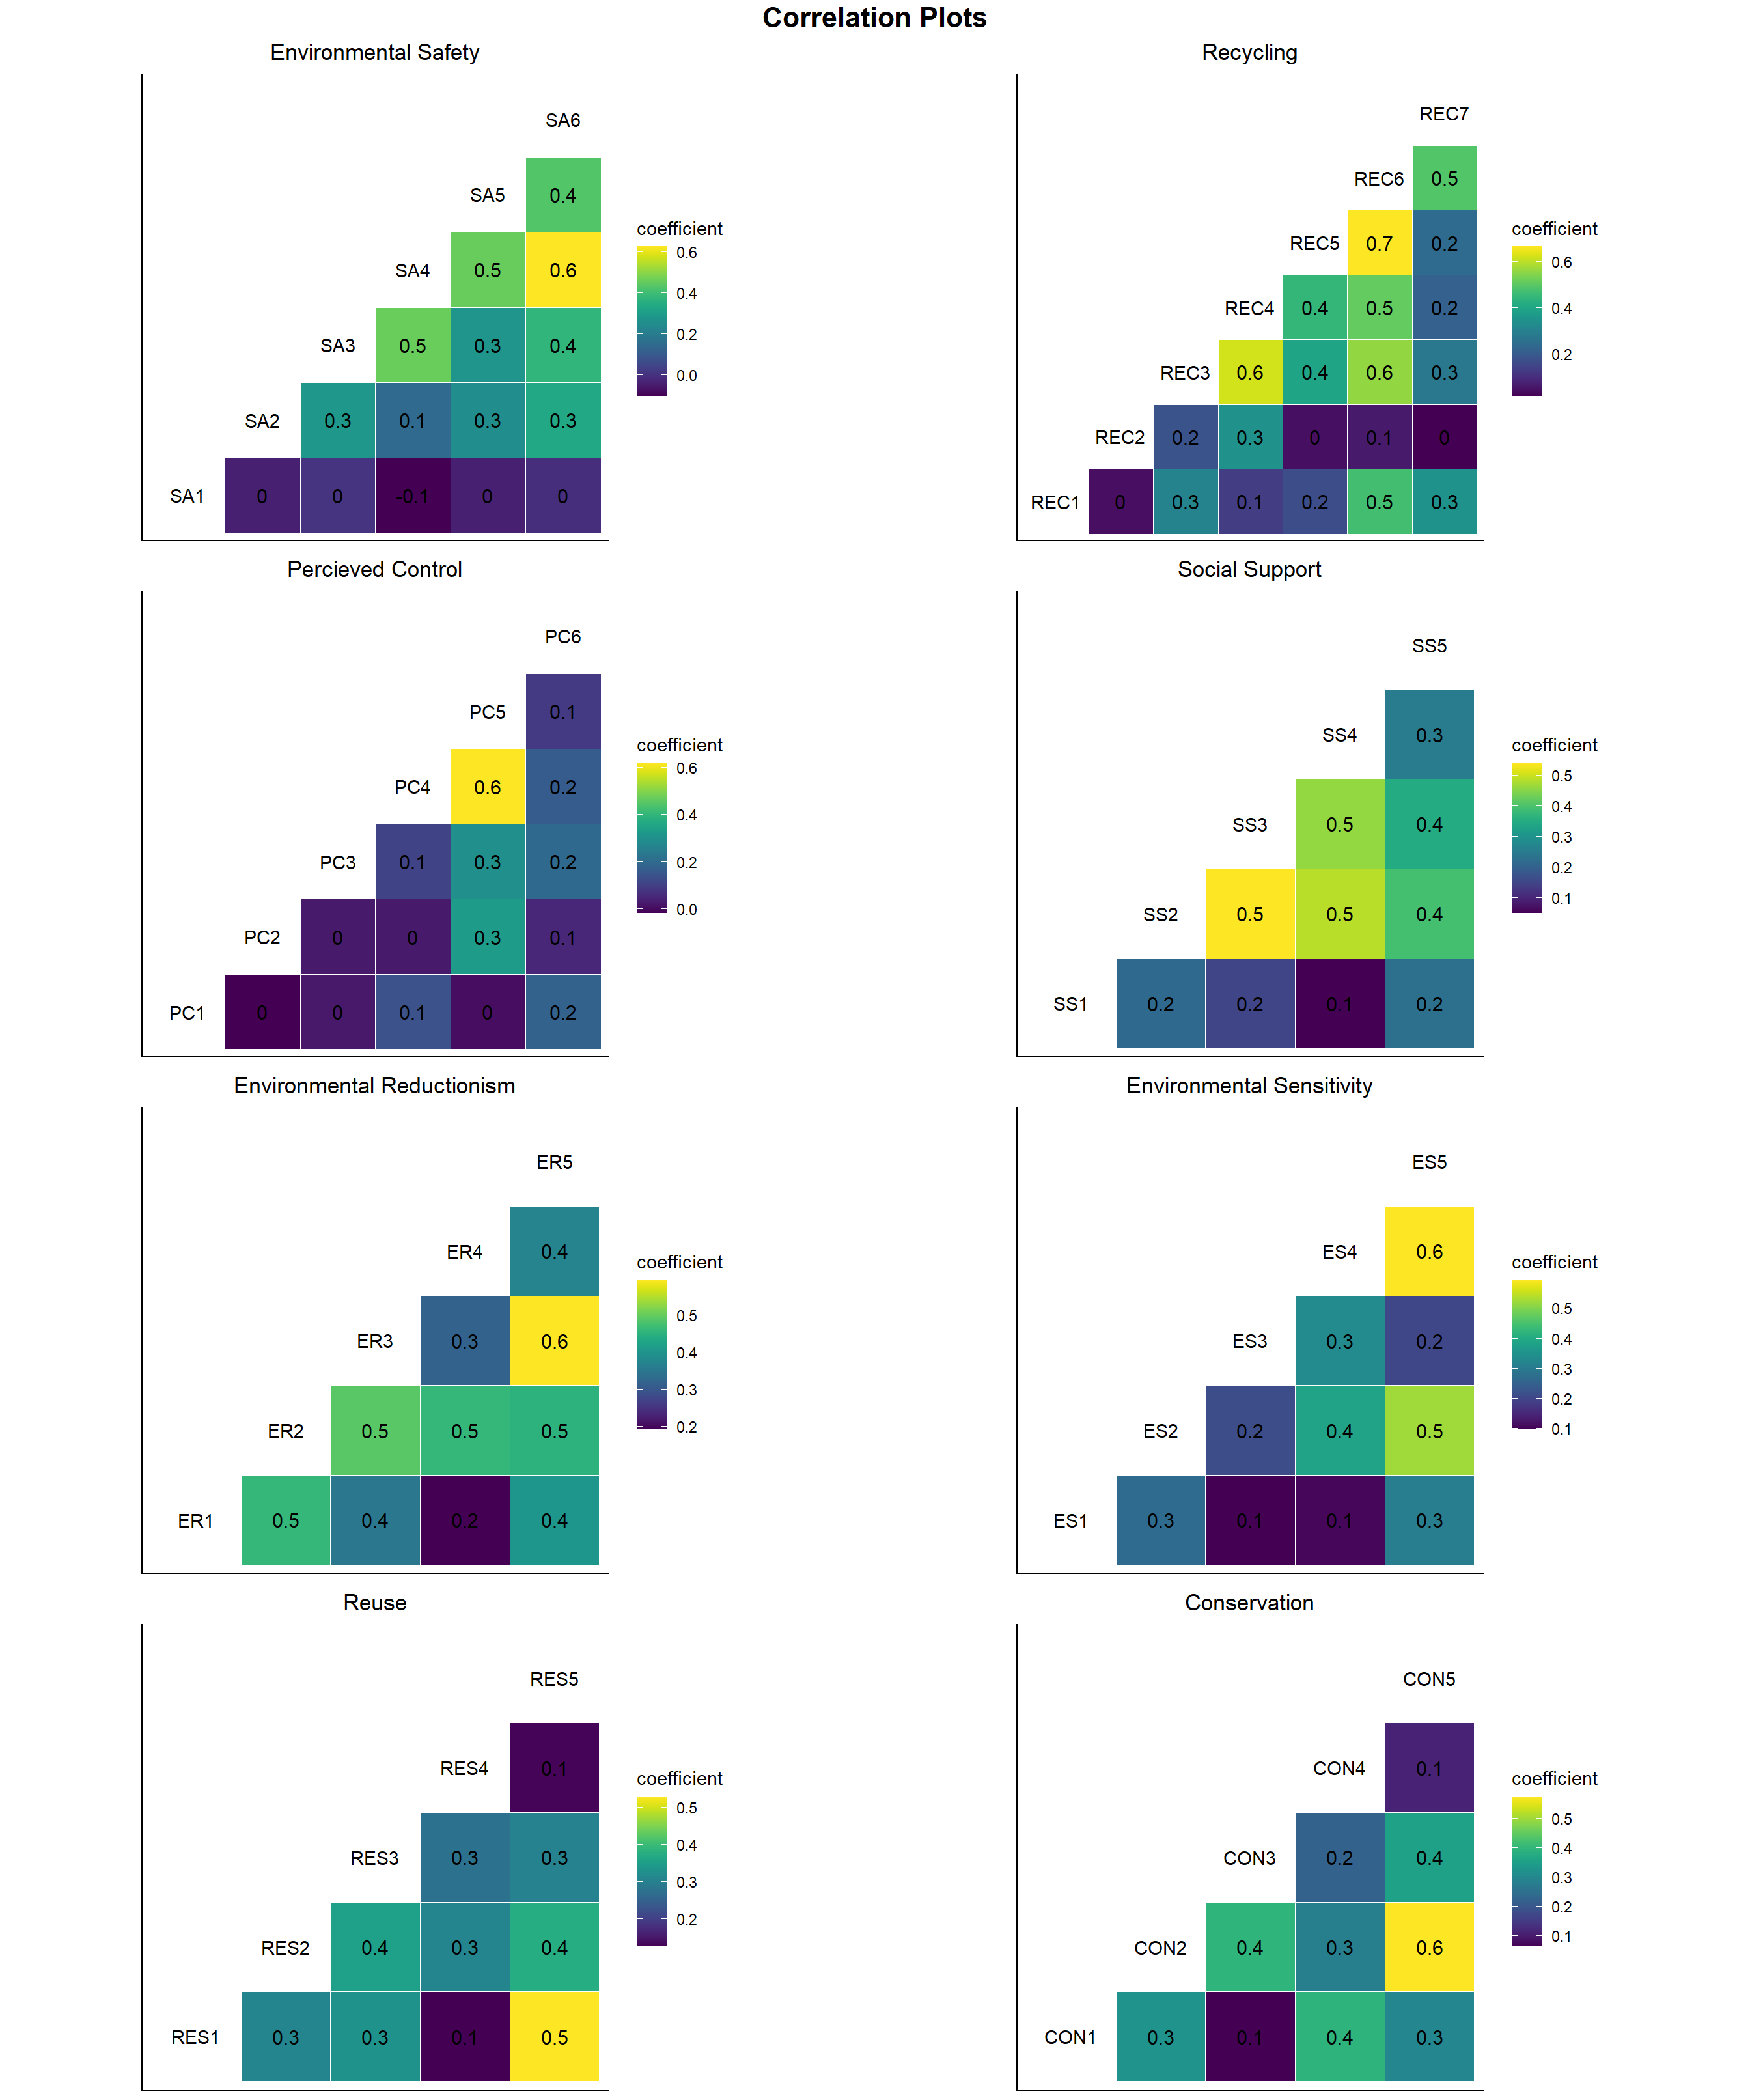 Correlation Plots
Environmental Safety
SA6
SA5 0.4
SA4 0.5 0.6
SA3 0.5 0.3 0.4
SA2 0.3 0.1 0.3 0.3
SA1 0 0 -0.1 0 0
coefficient
0.6
0.4
0.2
0.0
Recycling
REC7
REC6 0.5
REC5 0.7 0.2
REC4 0.4 0.5 0.2
REC3 0.6 0.4 0.6 0.3
REC2 0.2 0.3 0 0.1 0
REC1 0 0.3 0.1 0.2 0.5 0.3
coefficient
0.6
0.4
0.2
Percieved Control
PC6
PC5 0.1
PC4 0.6 0.2
PC3 0.1 0.3 0.2
PC2 0 0 0.3 0.1
PC1 0 0 0.1 0 0.2
coefficient
0.6
0.4
0.2
0.0
Social Support
SS5
SS4 0.3
SS3 0.5 0.4
SS2 0.5 0.5 0.4
SS1 0.2 0.2 0.1 0.2
coefficient
0.5
0.4
0.3
0.2
0.1
Environmental Reductionism
ER5
ER4 0.4
ER3 0.3 0.6
ER2 0.5 0.5 0.5
ER1 0.5 0.4 0.2 0.4
coefficient
0.5
0.4
0.3
0.2
Environmental Sensitivity
ES5
ES4 0.6
ES3 0.3 0.2
ES2 0.2 0.4 0.5
ES1 0.3 0.1 0.1 0.3
coefficient
0.5
0.4
0.3
0.2
0.1
Reuse
RES5
RES4 0.1
RES3 0.3 0.3
RES2 0.4 0.3 0.4
RES1 0.3 0.3 0.1 0.5
coefficient
0.5
0.4
0.3
0.2
Conservation
CON5
CON4 0.1
CON3 0.2 0.4
CON2 0.4 0.3 0.6
CON1 0.3 0.1 0.4 0.3
coefficient
0.5
0.4
0.3
0.2
0.1